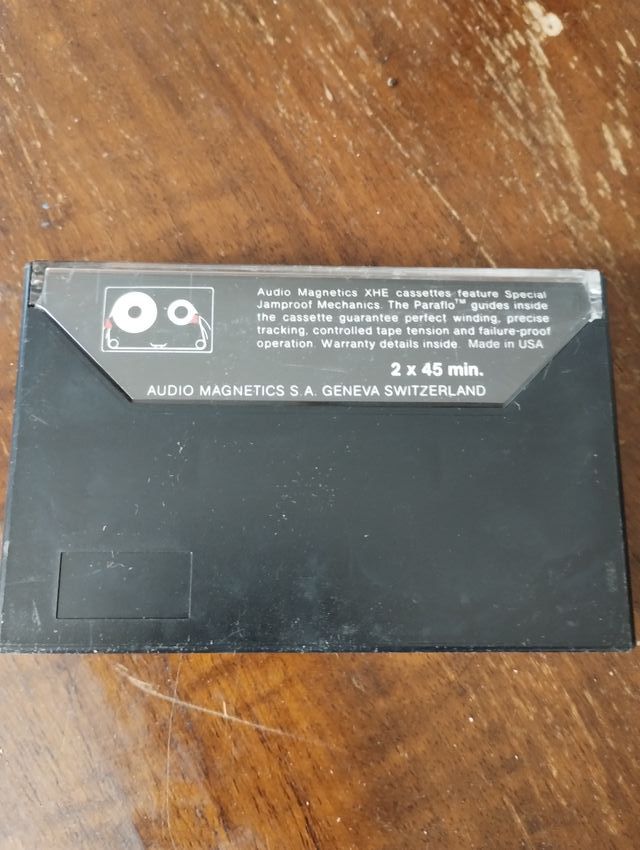 Audio Magnetics XHE cassettes feature Special
Jamproof Mechanics. The Paraflo™ guides inside
the cassette guarantee perfect winding, precise
tracking, controlled tape tension and failure-proof
operation. Warranty details inside. Made in USA
2 x 45 min.
AUDIO MAGNETICS S.A. GENEVA SWITZERLAND